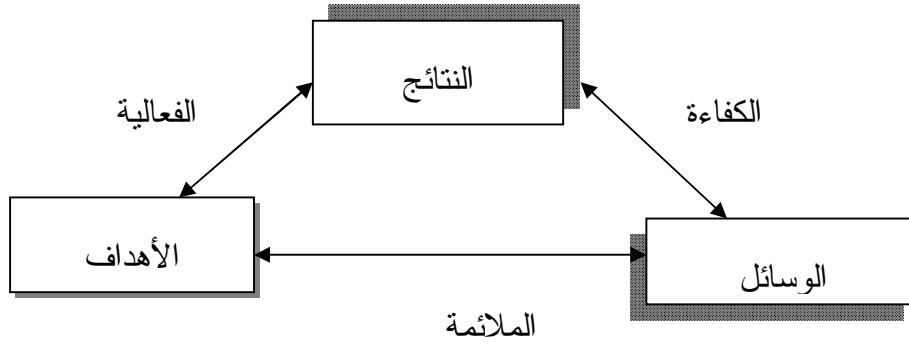 النتائج
الكفاءة
الفعالية
الأهداف
الوسائل
الملائمة